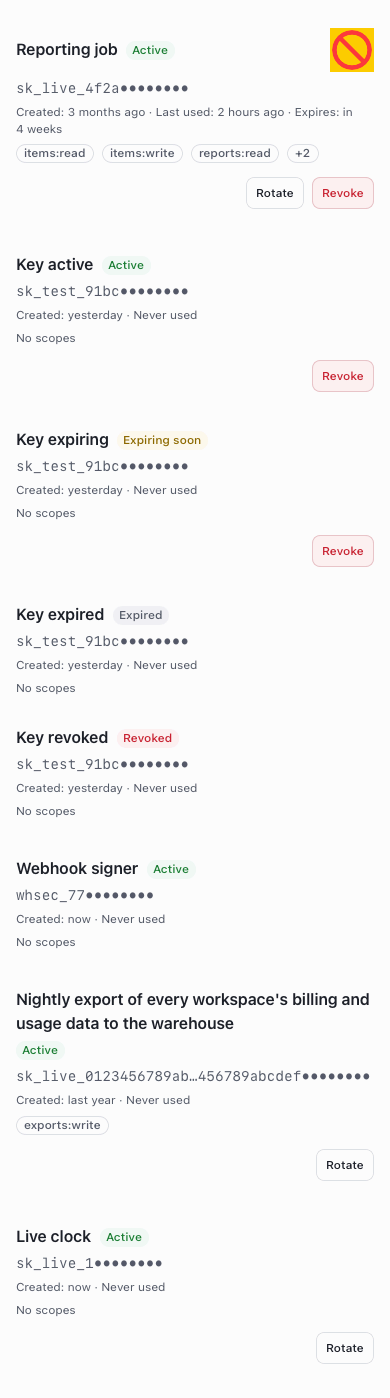 Reporting job Active
sk_live_4f2a••••••••
Created: 3 months ago · Last used: 2 hours ago · Expires: in
4 weeks
items:read items:write reports:read +2
Rotate Revoke
Key active Active
sk_test_91bc••••••••
Created: yesterday · Never used
No scopes
Revoke
Key expiring Expiring soon
sk_test_91bc••••••••
Created: yesterday · Never used
No scopes
Revoke
Key expired Expired
sk_test_91bc••••••••
Created: yesterday · Never used
No scopes
Key revoked Revoked
sk_test_91bc••••••••
Created: yesterday · Never used
No scopes
Webhook signer Active
whsec_77••••••••
Created: now · Never used
No scopes
Nightly export of every workspace's billing and
usage data to the warehouse
Active
sk_live_0123456789ab…456789abcdef••••••••
Created: last year · Never used
exports:write
Rotate
Live clock Active
sk_live_1••••••••
Created: now · Never used
No scopes
Rotate